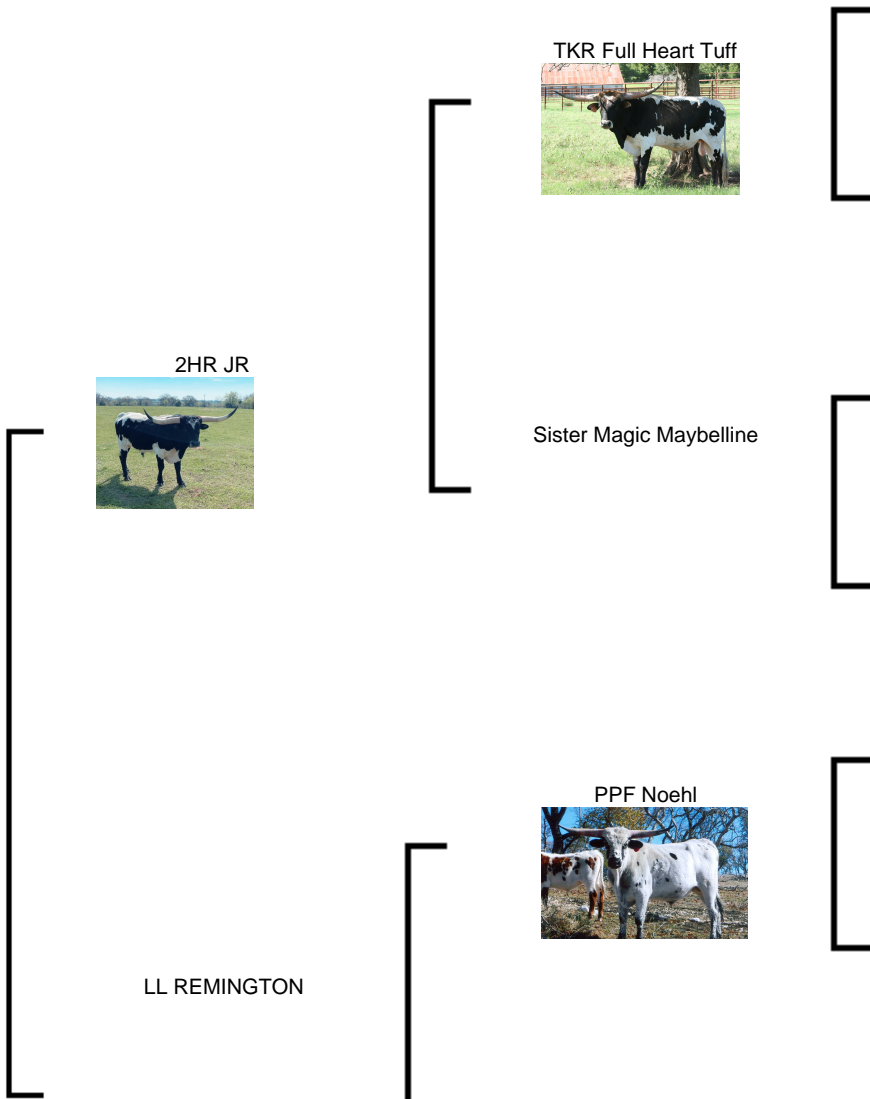 TKR Full Heart Tuff
2HR JR
Sister Magic Maybelline
PPF Noehl
LL REMINGTON